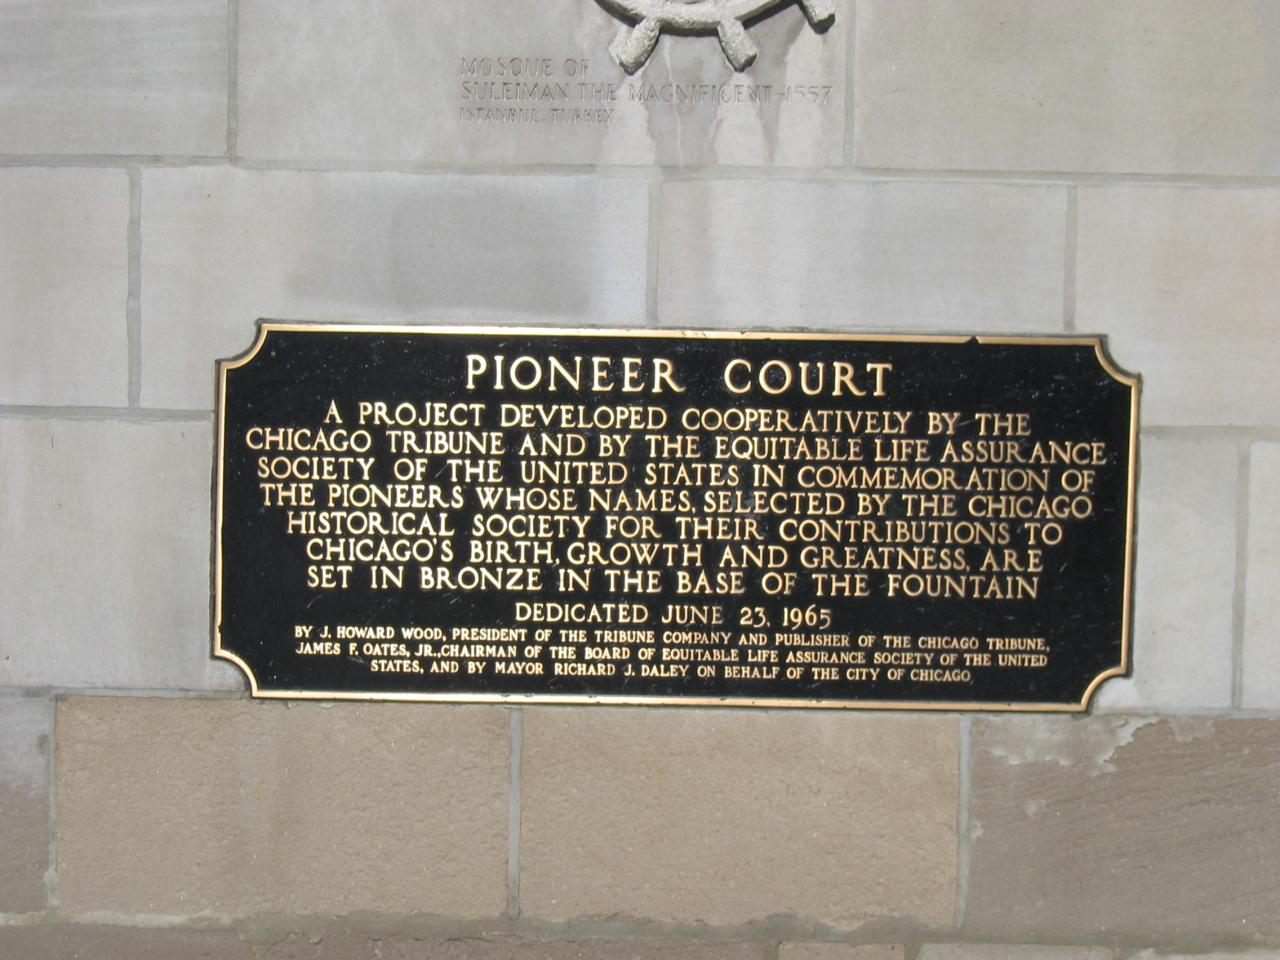 MOSQUE OF
SULEIMAN THE MAGNIFICENT-1557
ISTANBUL, TURKEY
PIONEER COURT
A PROJECT DEVELOPED COOPERATIVELY BY THE
CHICAGO TRIBUNE AND BY THE EQUITABLE LIFE ASSURANCE
SOCIETY OF THE UNITED STATES IN COMMEMORATION OF
THE PIONEERS WHOSE NAMES, SELECTED BY THE CHICAGO
HISTORICAL SOCIETY FOR THEIR CONTRIBUTIONS TO
CHICAGO'S BIRTH, GROWTH AND GREATNESS, ARE
SET IN BRONZE IN THE BASE OF THE FOUNTAIN
DEDICATED JUNE 23, 1965
BY J. HOWARD WOOD, PRESIDENT OF THE TRIBUNE COMPANY AND PUBLISHER OF THE CHICAGO TRIBUNE,
JAMES F. OATES, JR., CHAIRMAN OF THE BOARD OF EQUITABLE LIFE ASSURANCE SOCIETY OF THE UNITED
STATES, AND BY MAYOR RICHARD J. DALEY ON BEHALF OF THE CITY OF CHICAGO.